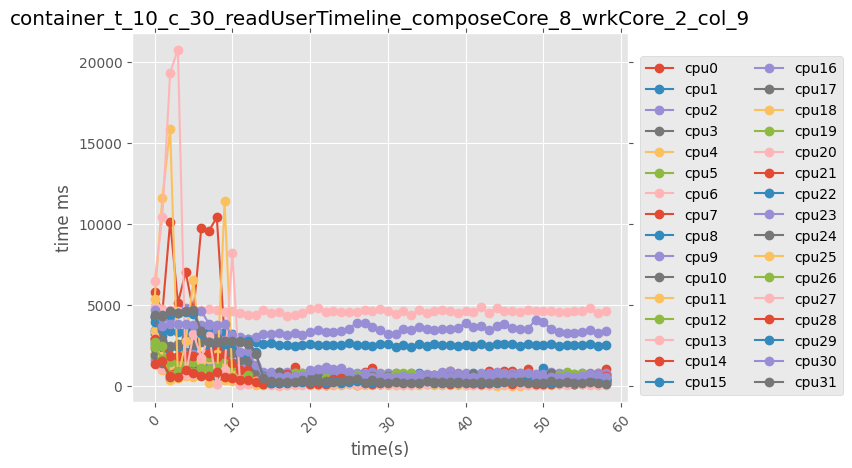 container_t_10_c_30_readUserTimeline_composeCore_8_wrkCore_2_col_9
time ms
20000
15000
10000
5000
0
0
10
20
30
40
50
60
time(s)
cpu0
cpu1
cpu2
cpu3
cpu4
cpu5
cpu6
cpu7
cpu8
cpu9
cpu10
cpu11
cpu12
cpu13
cpu14
cpu15
cpu16
cpu17
cpu18
cpu19
cpu20
cpu21
cpu22
cpu23
cpu24
cpu25
cpu26
cpu27
cpu28
cpu29
cpu30
cpu31